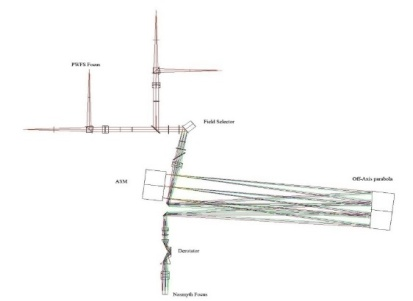 PWFS Focus
Field Selector
ASM
Off-Axis parabola
Derotator
Nasmyth Focus